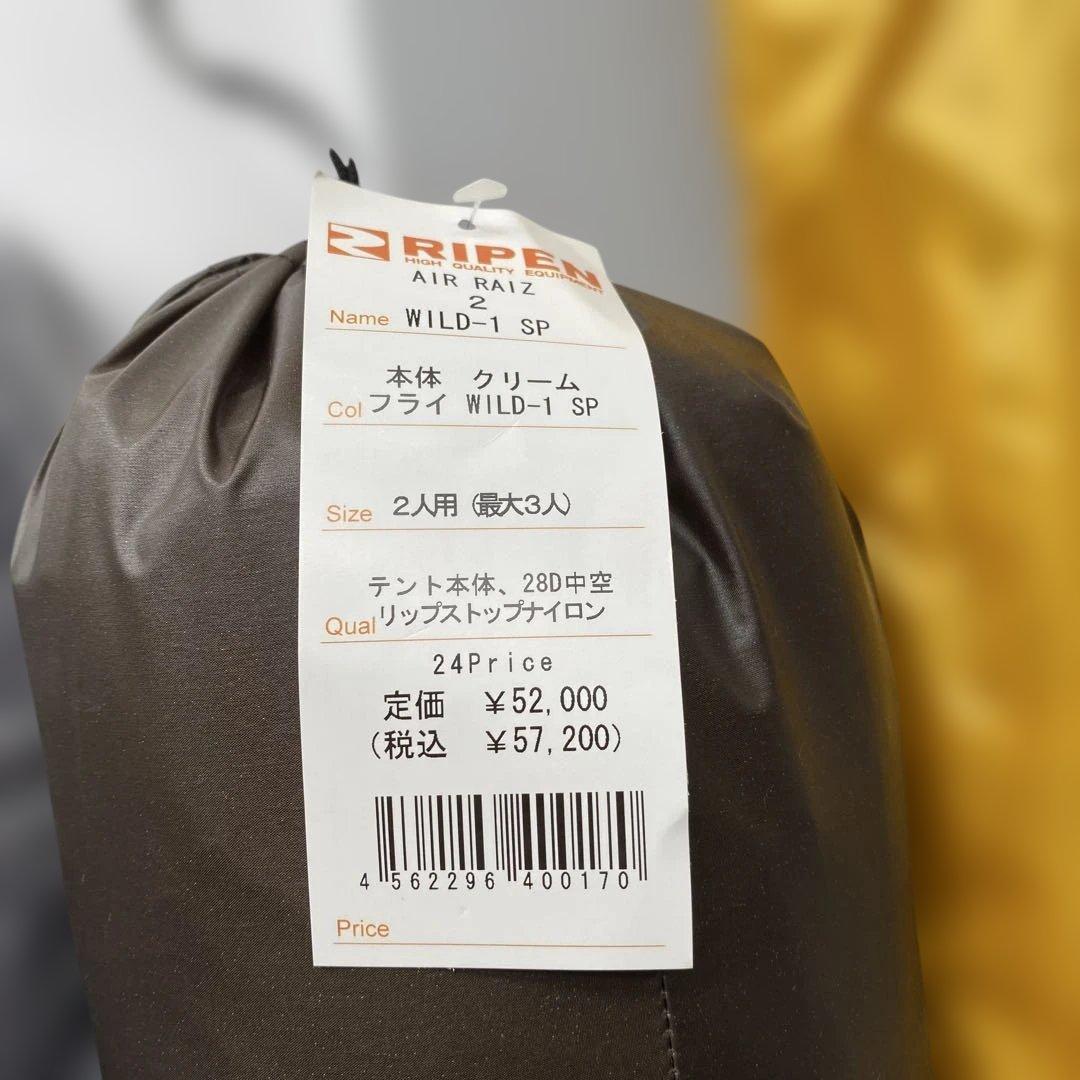 RIPEN
HIGH QUALITY EQUIPMENT
AIR RAIZ
2
Name WILD-1 SP
本体 クリーム
Col フライ WILD-1 SP
Size 2人用（最大3人）
テント本体、28D中空
Qual リップストップナイロン
24Price
定価 ￥52,000
（税込 ￥57,200）
4 562296 400170
Price